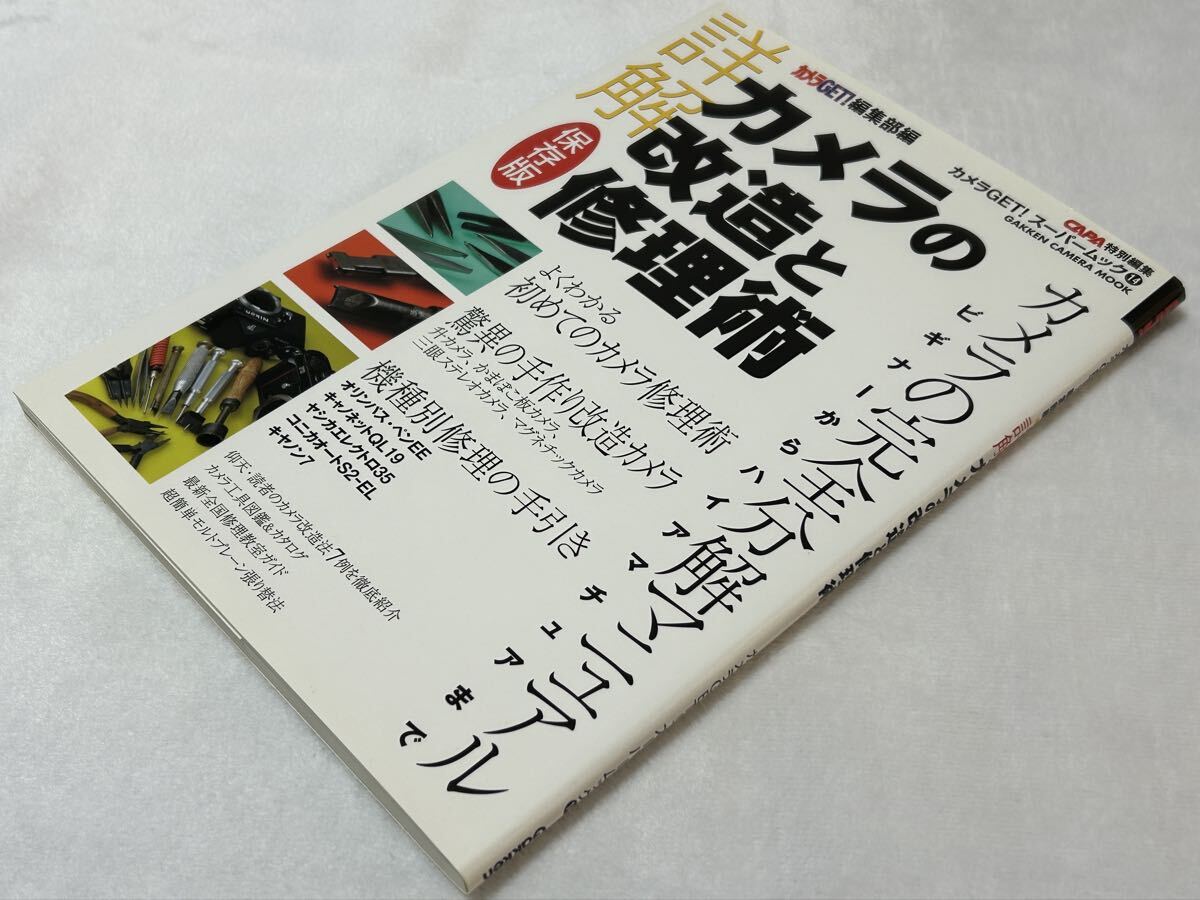 CAPA特別編集
カメラGET!スーパームック14
GAKKEN CAMERA MOOK
カメラGET!編集部編
詳解
カメラの
改造と
修理術
保存版
カメラの完全分解マニュアル
ビギナーからハイアマチュアまで
よくわかる
初めてのカメラ修理術
驚異の手作り改造カメラ
升カメラ、かまぼこ板カメラ、
三眼ステレオカメラ、マグネチックカメラ
機種別修理の手引き
オリンパス・ペンEE
キャノネットQL19
ヤシカエレクトロ35
コニカオートS2-EL
キヤノン7
仰天・読者のカメラ改造法、7例を徹底紹介
カメラ工具図鑑&カタログ
最新全国修理教室ガイド
超簡単モルトプレーン張り替法
Nikon
Gakken